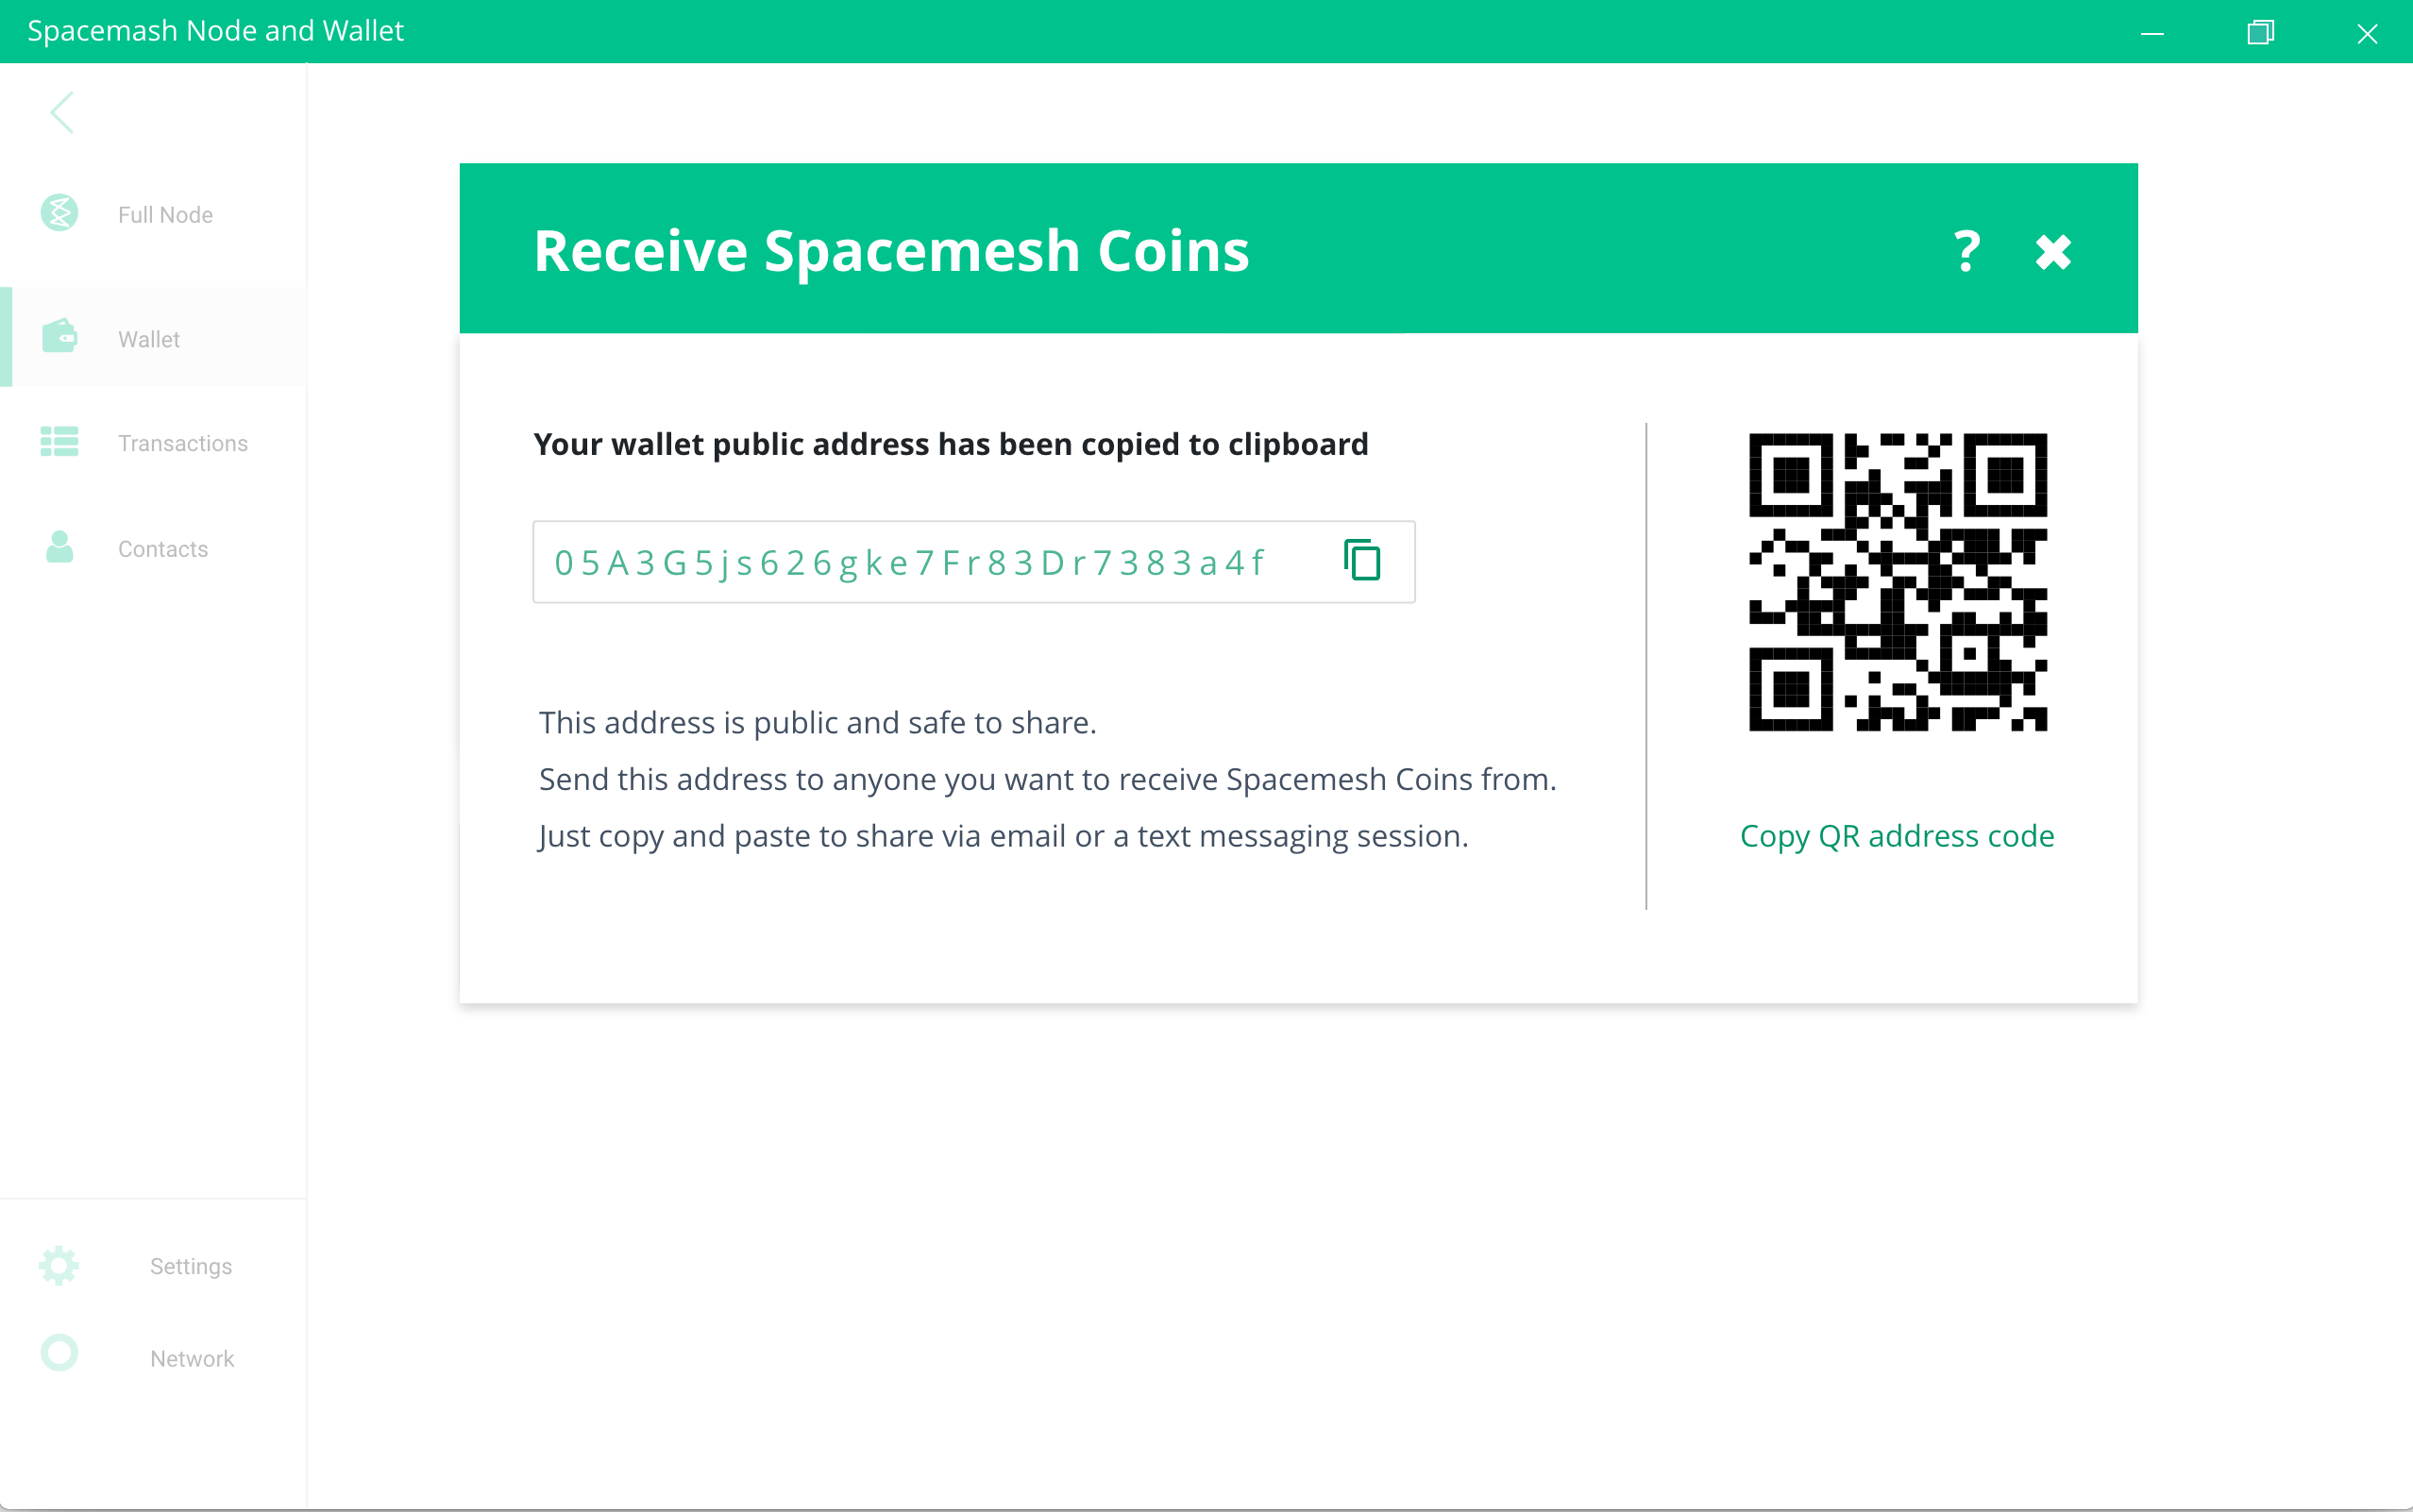 Spacemash Node and Wallet
Full Node
Wallet
Transactions
Contacts
Settings
Network
Receive Spacemesh Coins
?
Your wallet public address has been copied to clipboard
05A3G5js626gke7Fr83Dr7383a4f
This address is public and safe to share.
Send this address to anyone you want to receive Spacemesh Coins from.
Just copy and paste to share via email or a text messaging session.
Copy QR address code